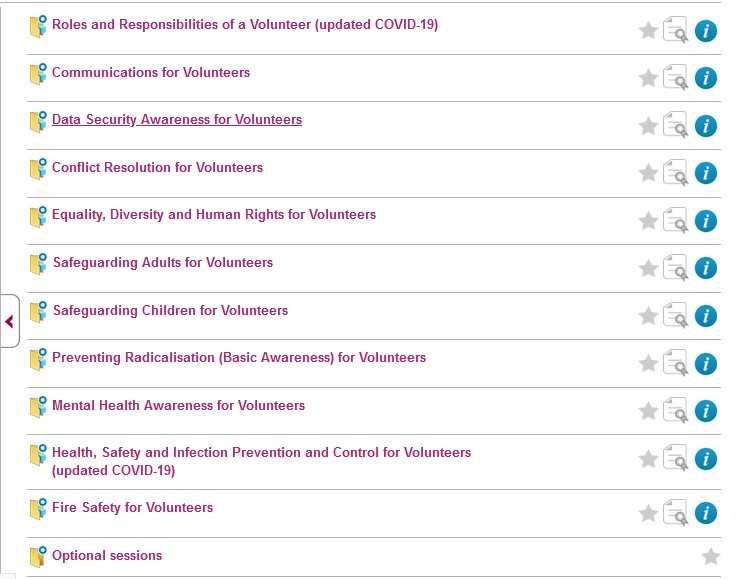 Roles and Responsibilities of a Volunteer (updated COVID-19)
Communications for Volunteers
Data Security Awareness for Volunteers
Conflict Resolution for Volunteers
Equality, Diversity and Human Rights for Volunteers
Safeguarding Adults for Volunteers
Safeguarding Children for Volunteers
Preventing Radicalisation (Basic Awareness) for Volunteers
Mental Health Awareness for Volunteers
Health, Safety and Infection Prevention and Control for Volunteers
(updated COVID-19)
Fire Safety for Volunteers
Optional sessions